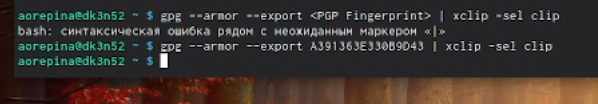 aorepina@dk3n52 ~ $ gpg --armor --export <PGP Fingerprint> | xclip -sel clip
bash: синтаксическая ошибка рядом с неожиданным маркером «|»
aorepina@dk3n52 ~ $ gpg --armor --export A391363E330B9D43 | xclip -sel clip
aorepina@dk3n52 ~ $